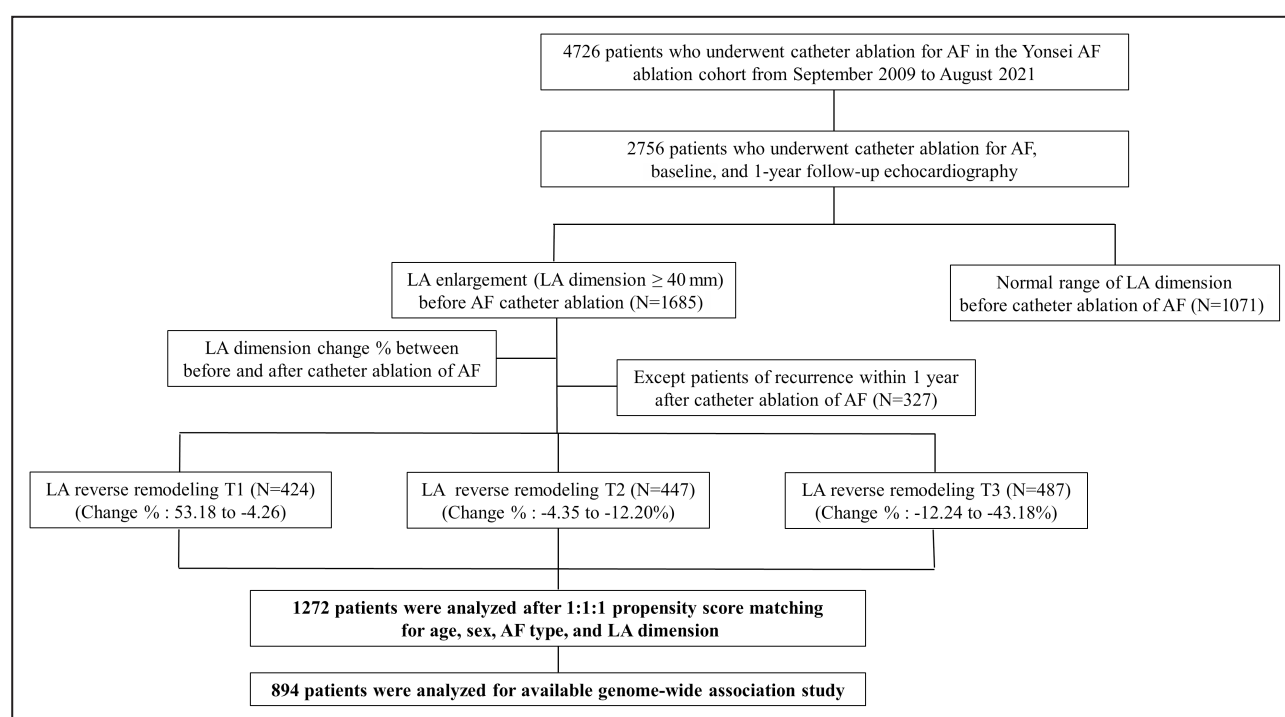 4726 patients who underwent catheter ablation for AF in the Yonsei AF
ablation cohort from September 2009 to August 2021
2756 patients who underwent catheter ablation for AF,
baseline, and 1-year follow-up echocardiography
LA enlargement (LA dimension ≥ 40 mm)
before AF catheter ablation (N=1685)
Normal range of LA dimension
before catheter ablation of AF (N=1071)
LA dimension change % between
before and after catheter ablation of AF
Except patients of recurrence within 1 year
after catheter ablation of AF (N=327)
LA reverse remodeling T1 (N=424)
(Change % : 53.18 to -4.26)
LA reverse remodeling T2 (N=447)
(Change % : -4.35 to -12.20%)
LA reverse remodeling T3 (N=487)
(Change % : -12.24 to -43.18%)
1272 patients were analyzed after 1:1:1 propensity score matching
for age, sex, AF type, and LA dimension
894 patients were analyzed for available genome-wide association study